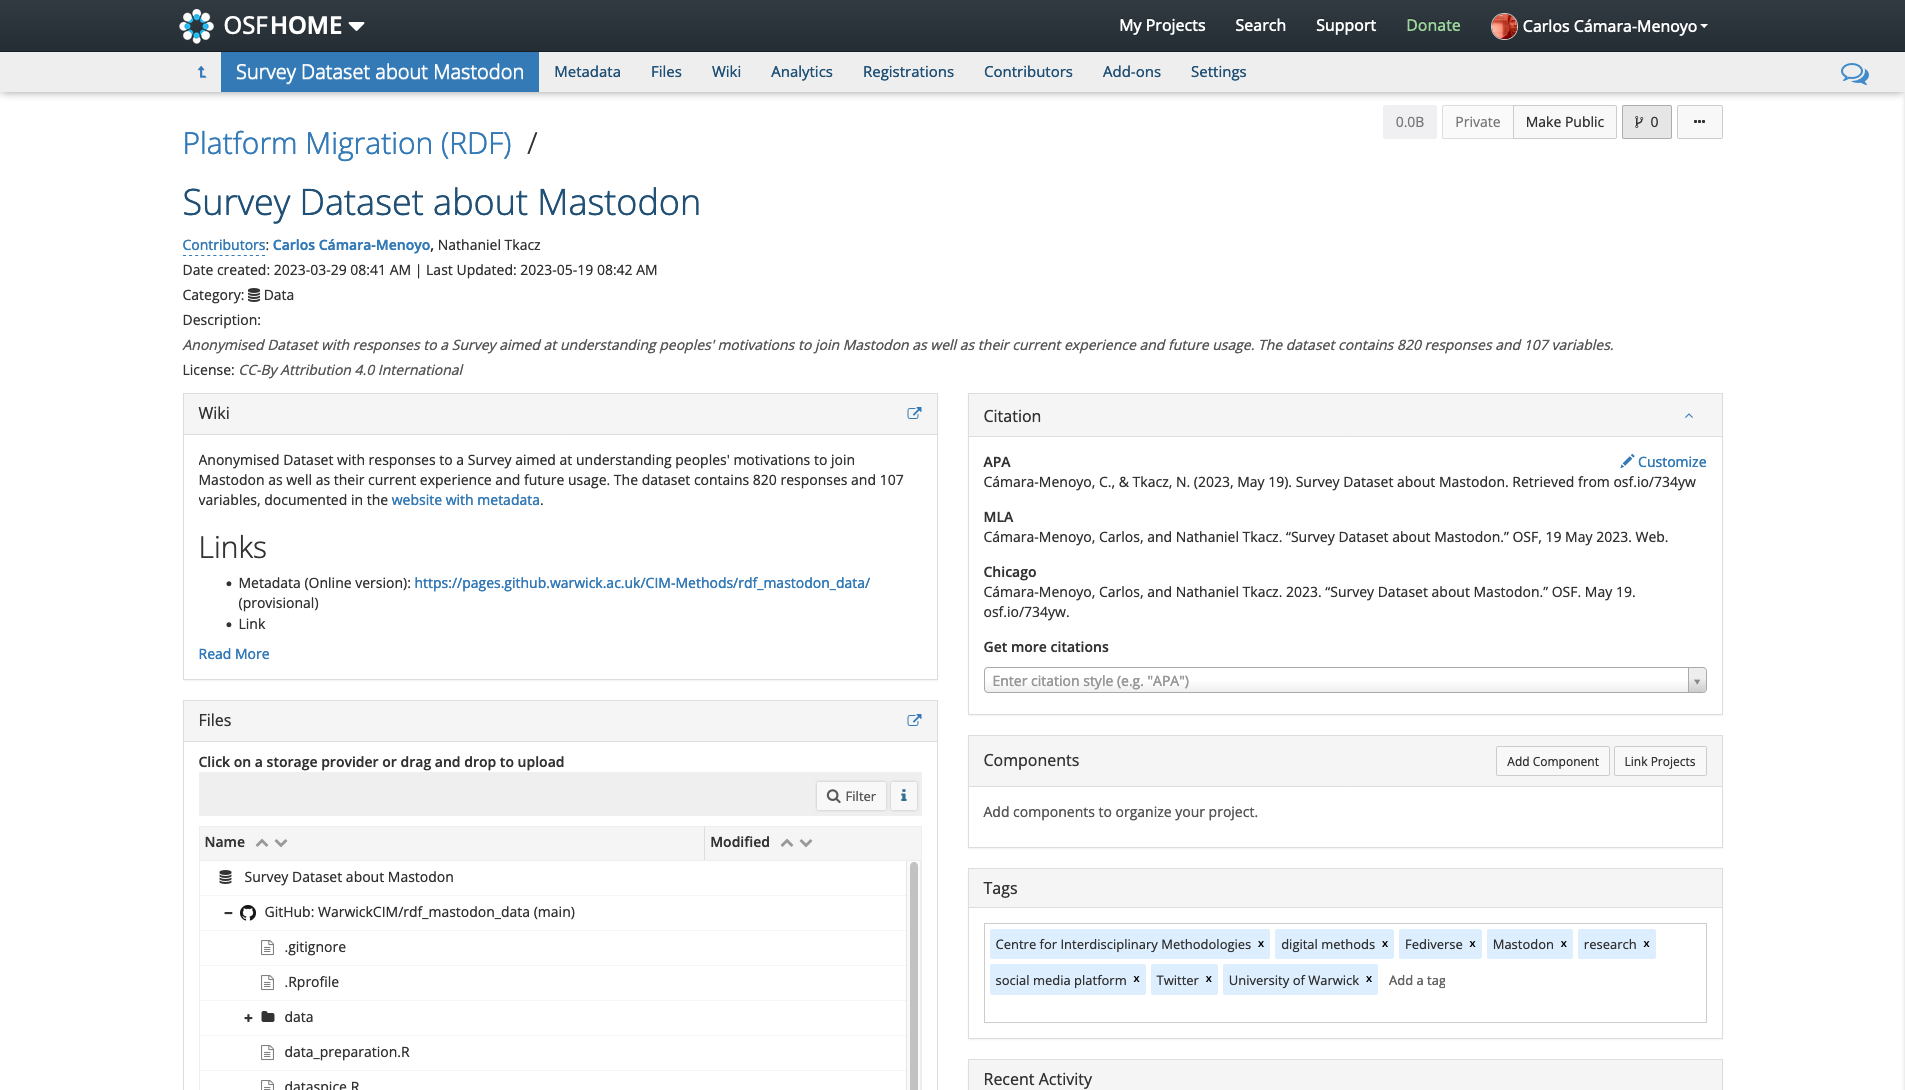 OSFHOME
My Projects Search Support Donate Carlos Cámara-Menoyo
Survey Dataset about Mastodon Metadata Files Wiki Analytics Registrations Contributors Add-ons Settings
0.0B Private Make Public 0 ...
Platform Migration (RDF) /
Survey Dataset about Mastodon
Contributors: Carlos Cámara-Menoyo, Nathaniel Tkacz
Date created: 2023-03-29 08:41 AM | Last Updated: 2023-05-19 08:42 AM
Category: Data
Description:
Anonymised Dataset with responses to a Survey aimed at understanding peoples' motivations to join Mastodon as well as their current experience and future usage. The dataset contains 820 responses and 107 variables.
License: CC-By Attribution 4.0 International
Wiki
Anonymised Dataset with responses to a Survey aimed at understanding peoples' motivations to join
Mastodon as well as their current experience and future usage. The dataset contains 820 responses and 107
variables, documented in the website with metadata.
Links
• Metadata (Online version): https://pages.github.warwick.ac.uk/CIM-Methods/rdf_mastodon_data/
(provisional)
• Link
Read More
Files
Click on a storage provider or drag and drop to upload
Filter i
Name Modified
Survey Dataset about Mastodon
− GitHub: WarwickCIM/rdf_mastodon_data (main)
.gitignore
.Rprofile
+ data
data_preparation.R
dataspice.R
Citation
APA Customize
Cámara-Menoyo, C., & Tkacz, N. (2023, May 19). Survey Dataset about Mastodon. Retrieved from osf.io/734yw
MLA
Cámara-Menoyo, Carlos, and Nathaniel Tkacz. “Survey Dataset about Mastodon.” OSF, 19 May 2023. Web.
Chicago
Cámara-Menoyo, Carlos, and Nathaniel Tkacz. 2023. “Survey Dataset about Mastodon.” OSF. May 19.
osf.io/734yw.
Get more citations
Enter citation style (e.g. "APA")
Components Add Component Link Projects
Add components to organize your project.
Tags
Centre for Interdisciplinary Methodologies x digital methods x Fediverse x Mastodon x research x
social media platform x Twitter x University of Warwick x Add a tag
Recent Activity